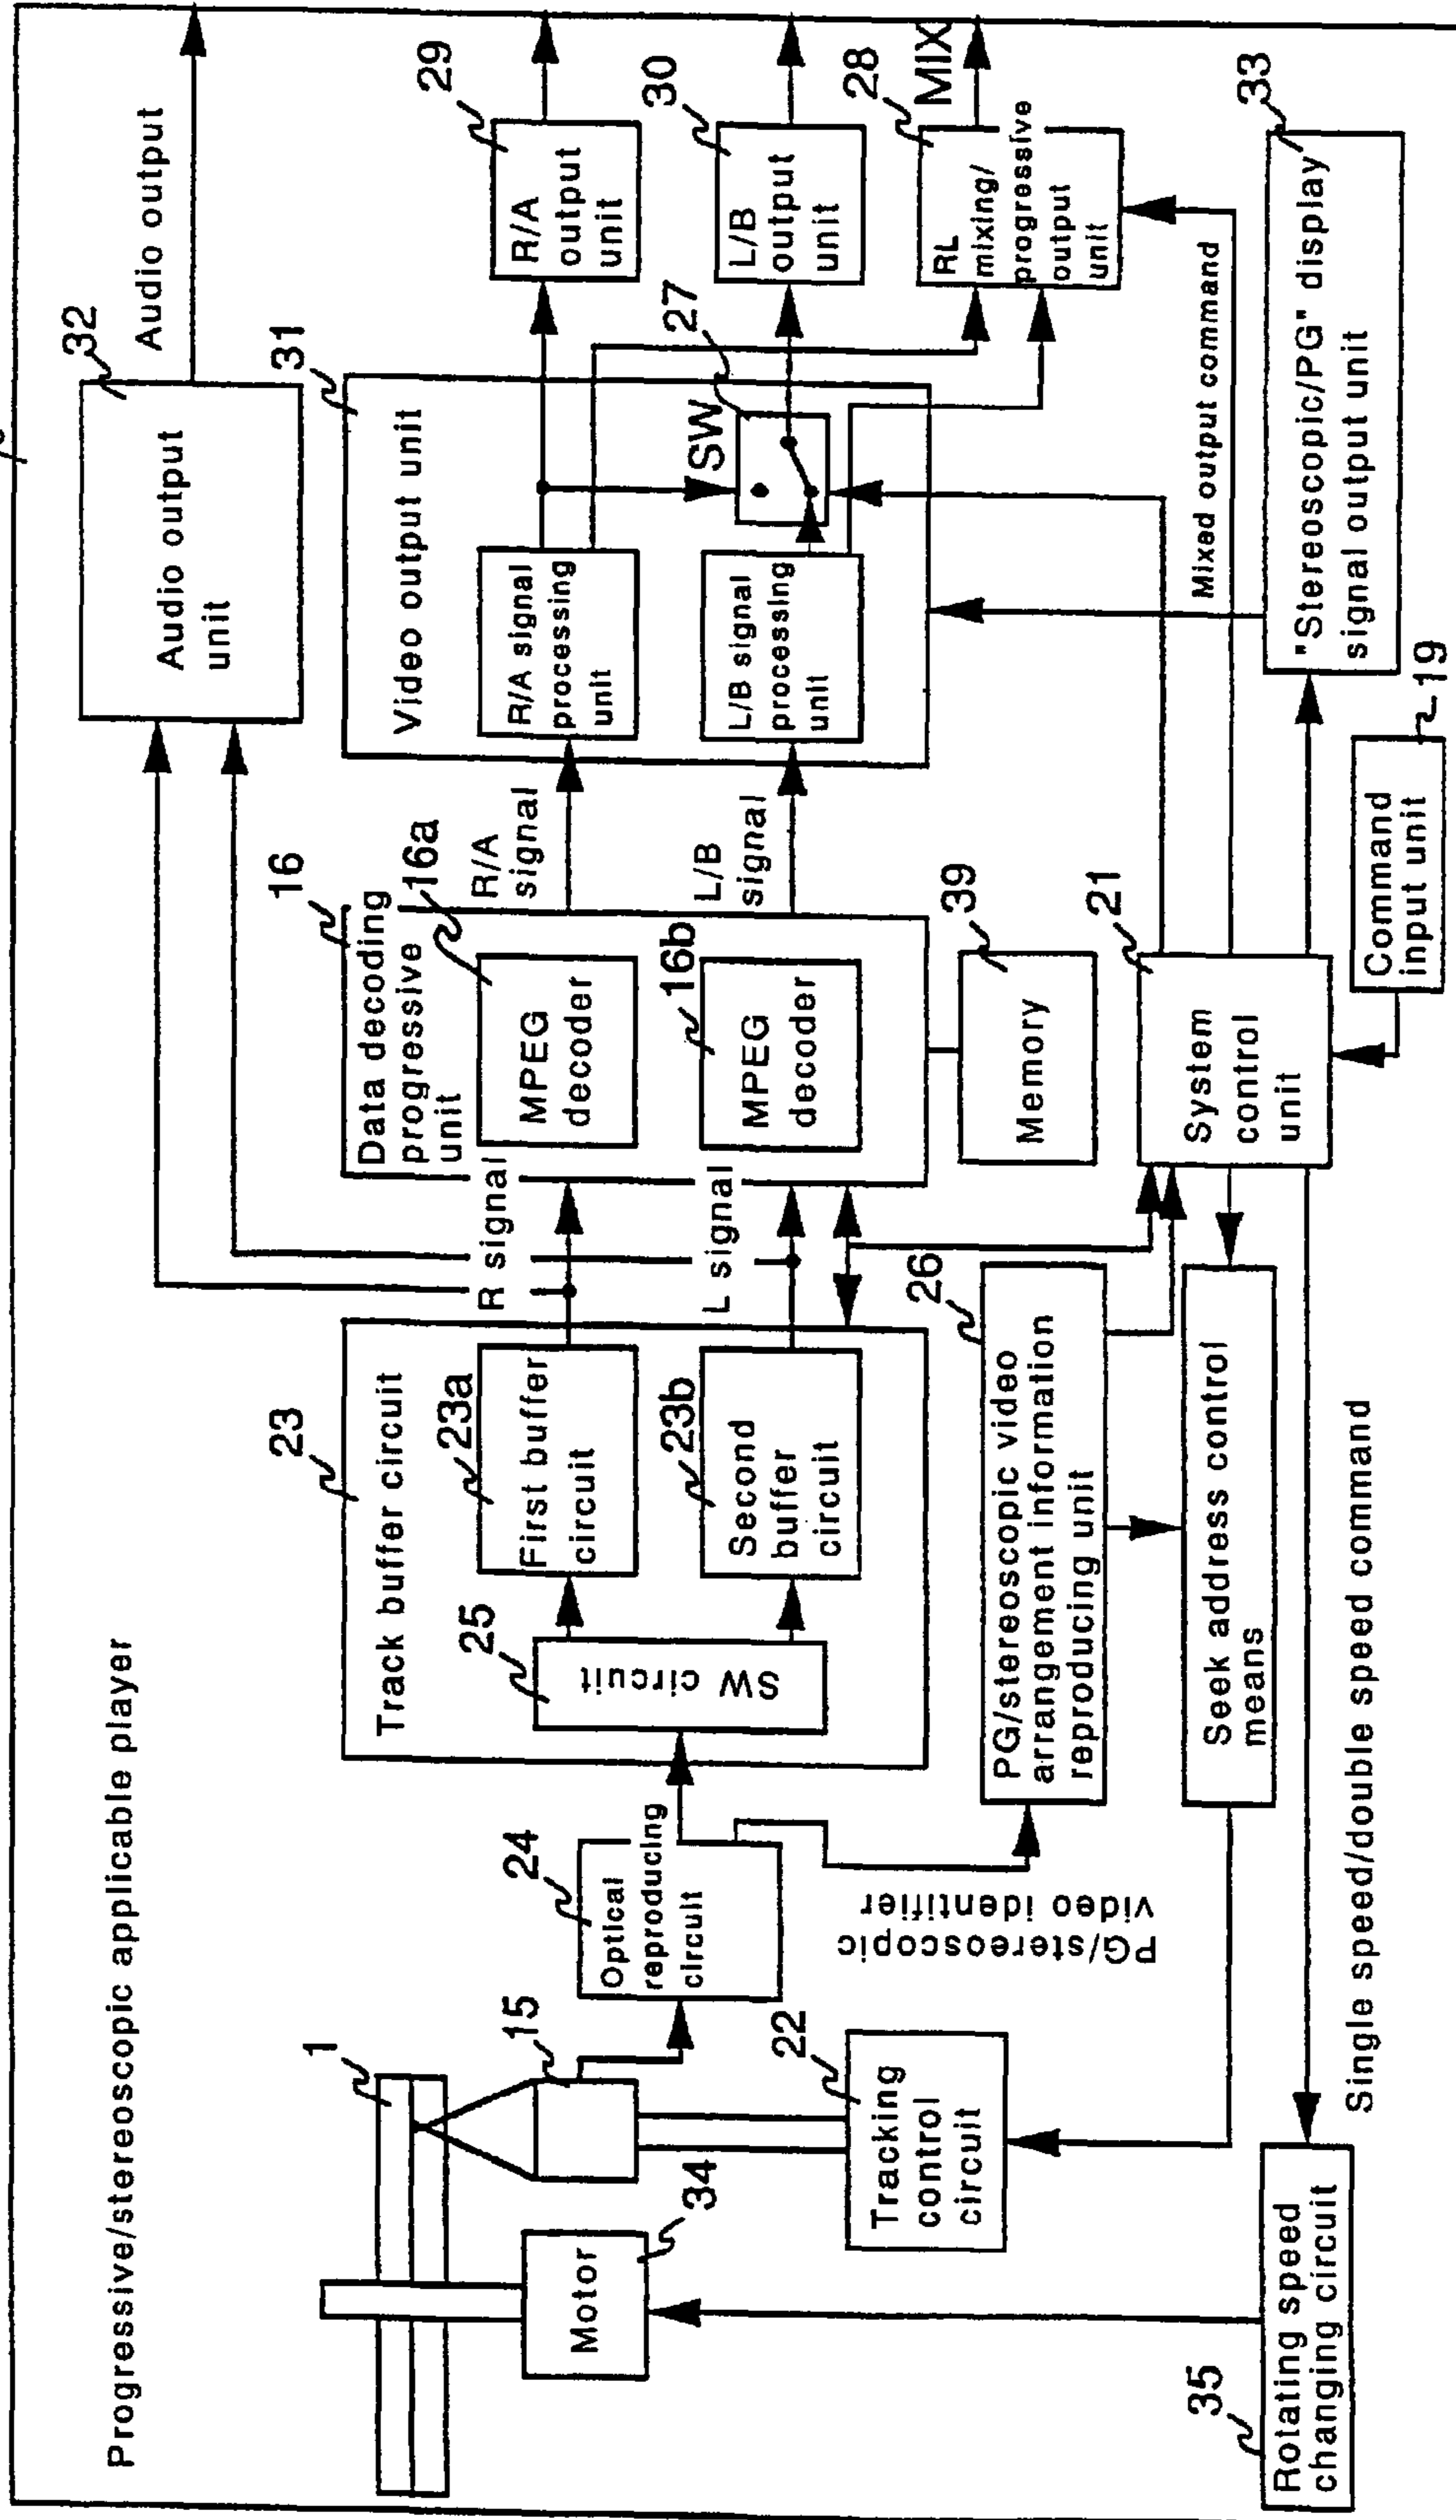 Progressive/stereoscopic applicable player
1
15
Motor
34
35
Rotating speed
changing circuit
22
Tracking
control
circuit
24
Optical
reproducing
circuit
PG/stereoscopic
video identifier
Single speed/double speed command
23
Track buffer circuit
25
SW circuit
23a
First buffer
circuit
23b
Second
buffer
circuit
26
PG/stereoscopic video
arrangement information
reproducing unit
Seek address control
means
R signal
L signal
16
Data decoding
progressive
unit
16a
MPEG
decoder
16b
MPEG
decoder
39
Memory
21
System
control
unit
19
Command
input unit
R/A
signal
L/B
signal
32
Audio output
unit
Audio output
31
Video output unit
R/A signal
processing
unit
L/B signal
processing
unit
SW
27
29
R/A
output
unit
30
L/B
output
unit
28
RL
mixing/
progressive
output
unit
MIX
Mixed output command
33
"Stereoscopic/PG" display
signal output unit